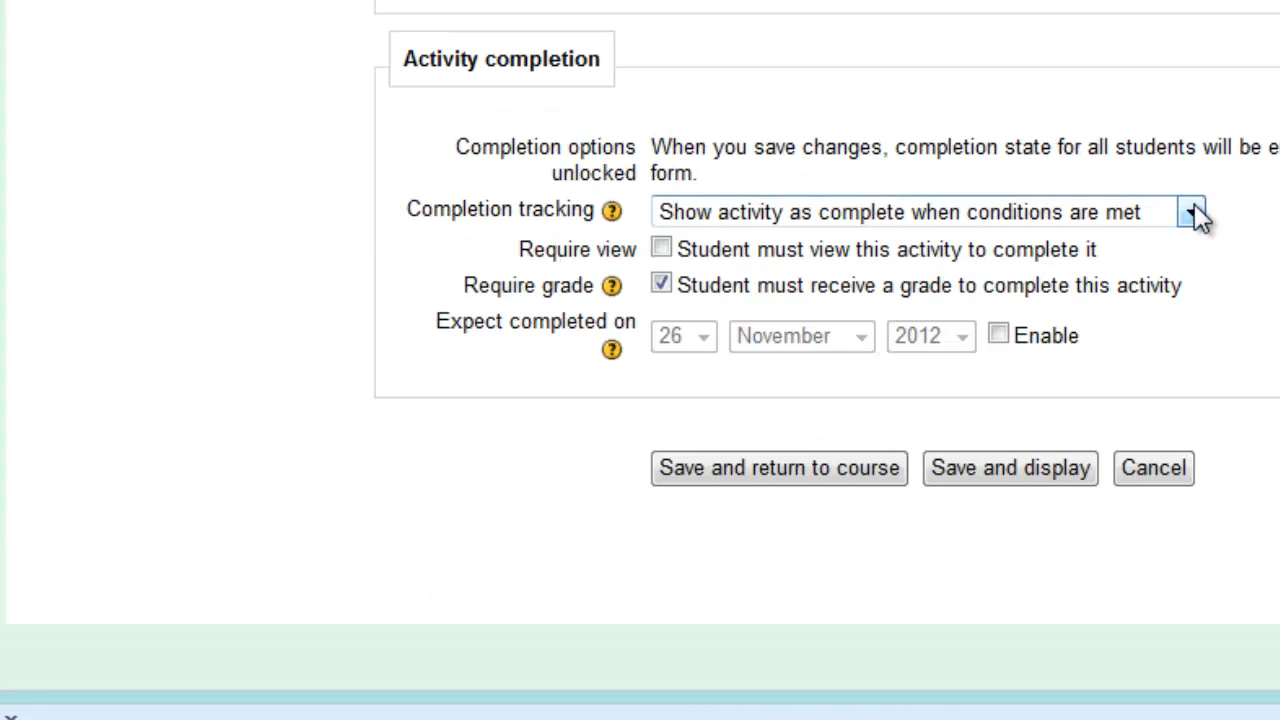 Activity completion
Completion options When you save changes, completion state for all students will be
unlocked form.
Completion tracking Show activity as complete when conditions are met
Require view Student must view this activity to complete it
Require grade Student must receive a grade to complete this activity
Expect completed on
26 November 2012 Enable
Save and return to course Save and display Cancel